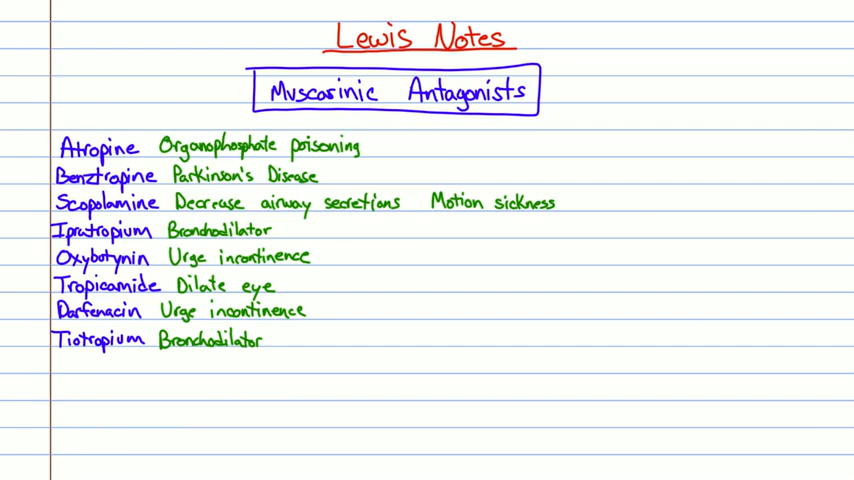 Lewis Notes
Muscarinic Antagonists
Atropine Organophosphate poisoning
Benztropine Parkinson's Disease
Scopolamine Decrease airway secretions Motion sickness
Ipratropium Bronchodilator
Oxybotynin Urge incontinence
Tropicamide Dilate eye
Darfenacin Urge incontinence
Tiotropium Bronchodilator